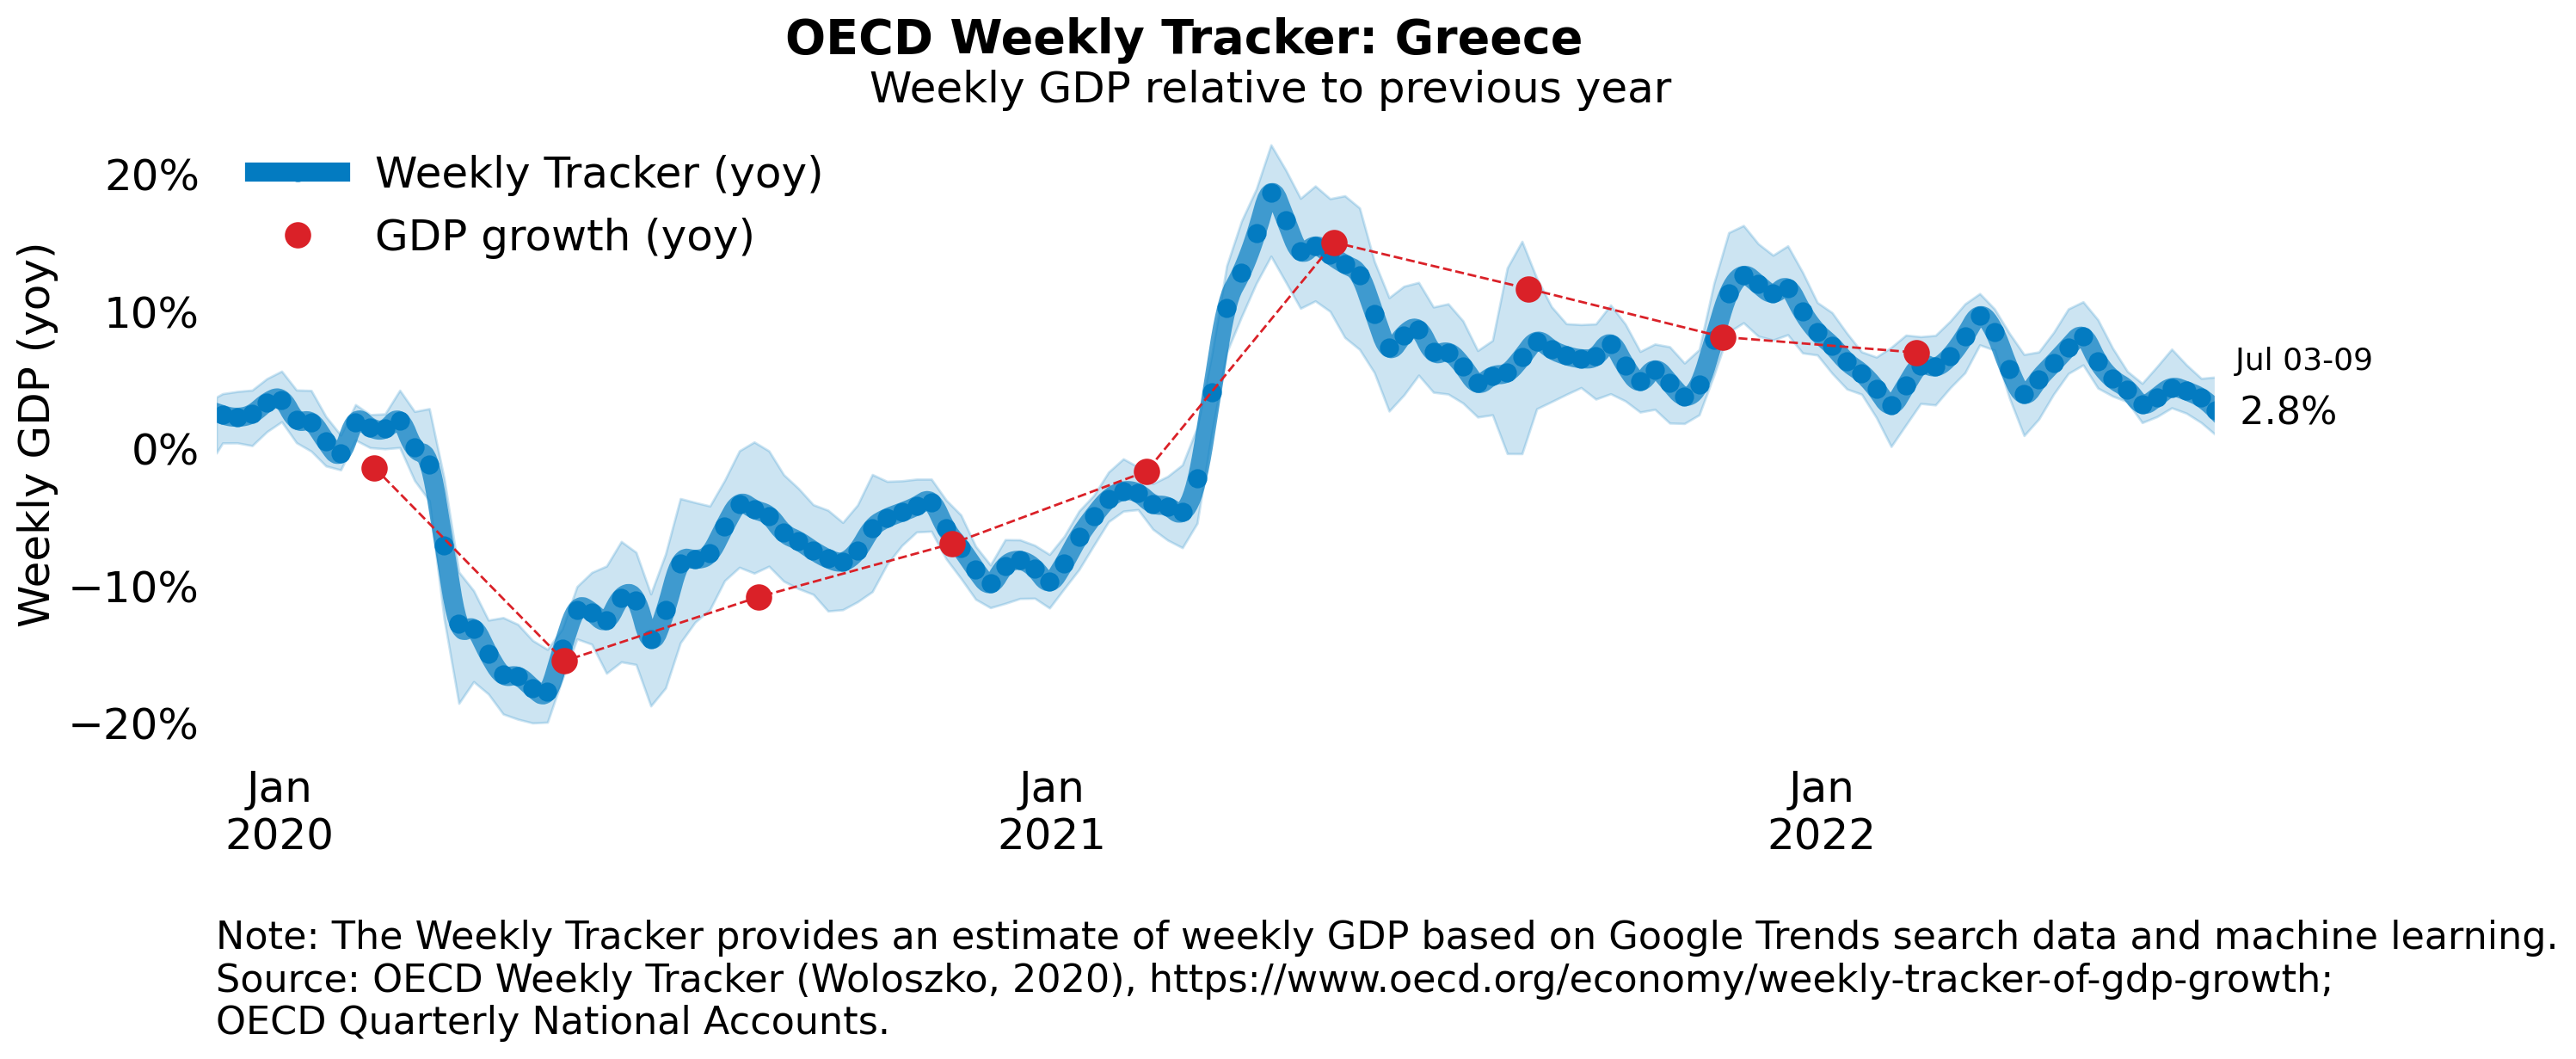 OECD Weekly Tracker: Greece
Weekly GDP relative to previous year
Weekly Tracker (yoy)
GDP growth (yoy)
Weekly GDP (yoy)
20%
10%
0%
−10%
−20%
Jul 03-09
2.8%
Jan
2020
Jan
2021
Jan
2022
Note: The Weekly Tracker provides an estimate of weekly GDP based on Google Trends search data and machine learning.
Source: OECD Weekly Tracker (Woloszko, 2020), https://www.oecd.org/economy/weekly-tracker-of-gdp-growth;
OECD Quarterly National Accounts.